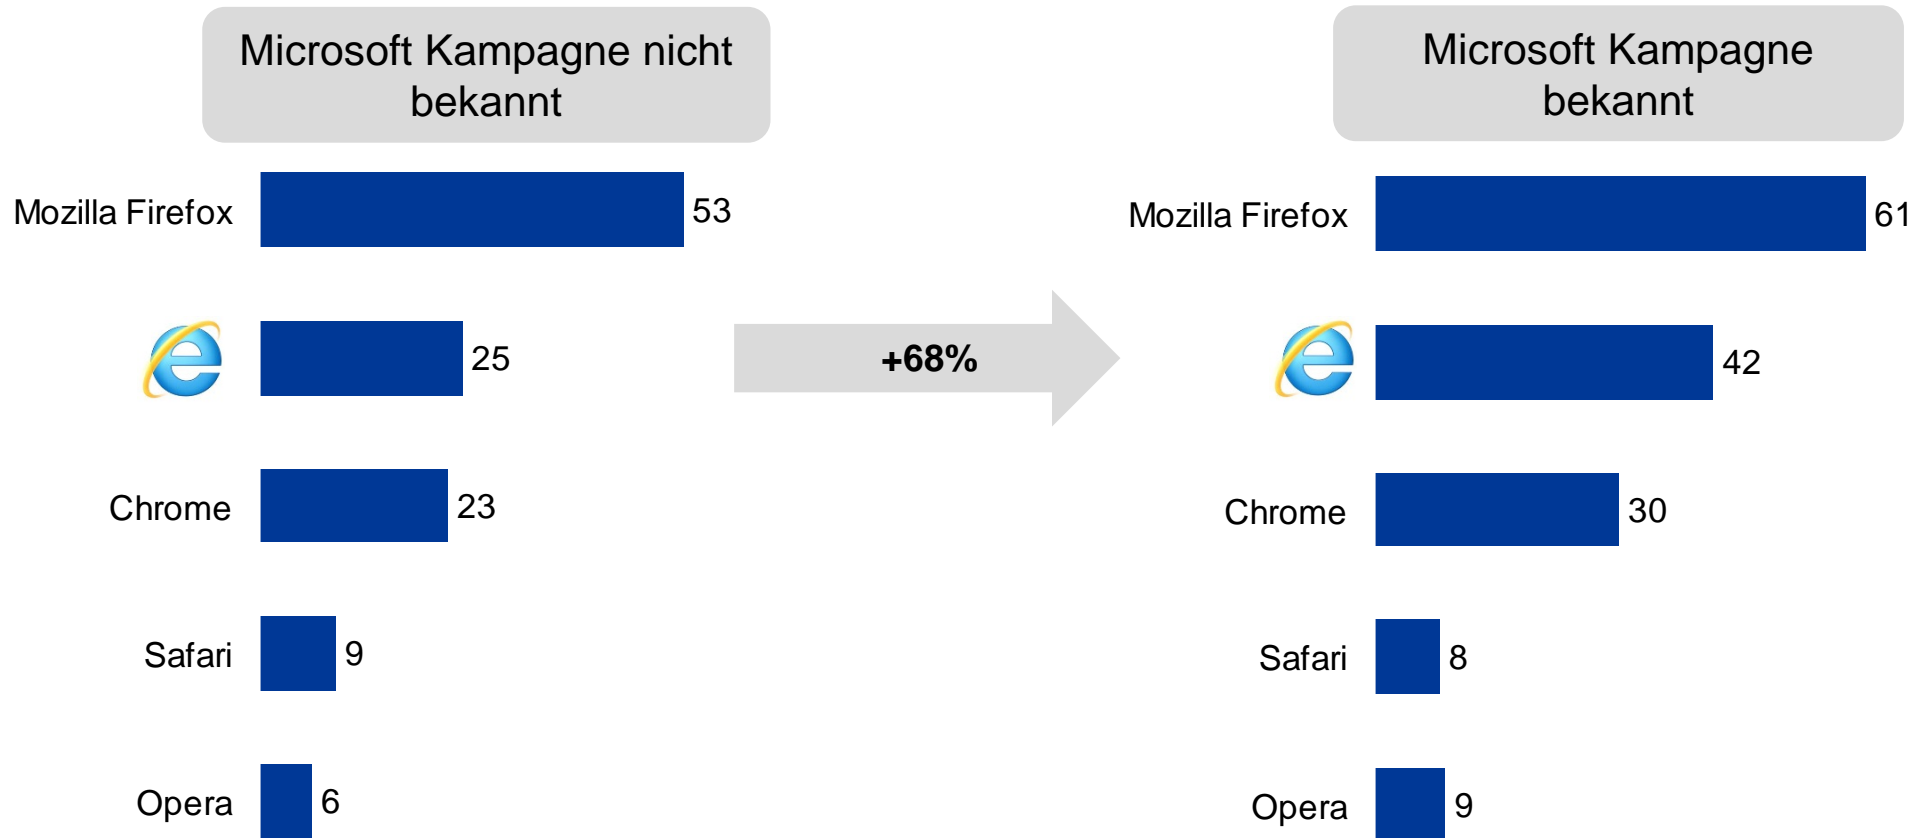 Microsoft Kampagne nicht
bekannt
Mozilla Firefox 53
25
Chrome 23
Safari 9
Opera 6
+68%
Microsoft Kampagne
bekannt
Mozilla Firefox 61
42
Chrome 30
Safari 8
Opera 9